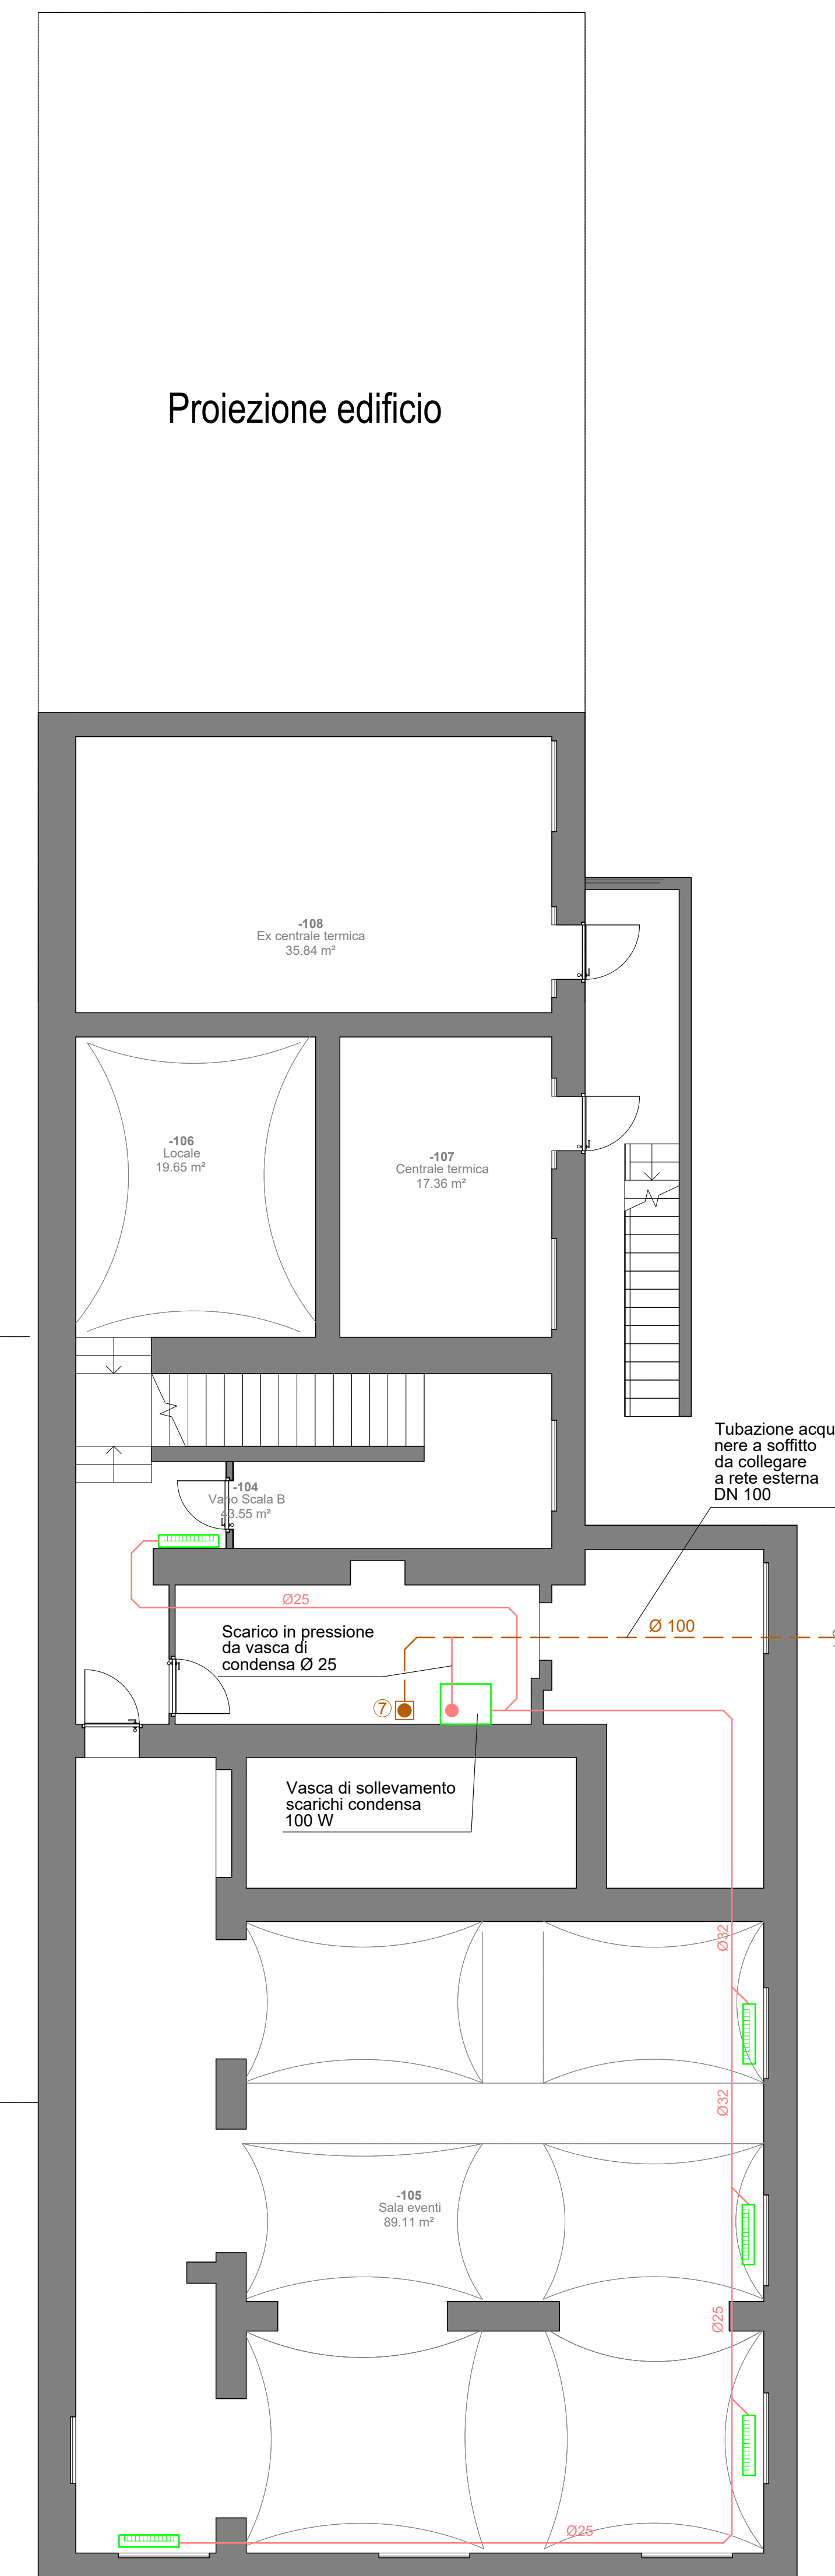 Proiezione edificio
-108
Ex centrale termica
35.84 m²
-106
Locale
19.65 m²
-107
Centrale termica
17.36 m²
Tubazione acqu
nere a soffitto
da collegare
a rete esterna
DN 100
-104
Vano Scala B
43.55 m²
Ø25
Scarico in pressione
da vasca di
condensa Ø 25
Ø 100
7
Vasca di sollevamento
scarichi condensa
100 W
Ø32
Ø32
-105
Sala eventi
89.11 m²
Ø25
Ø25